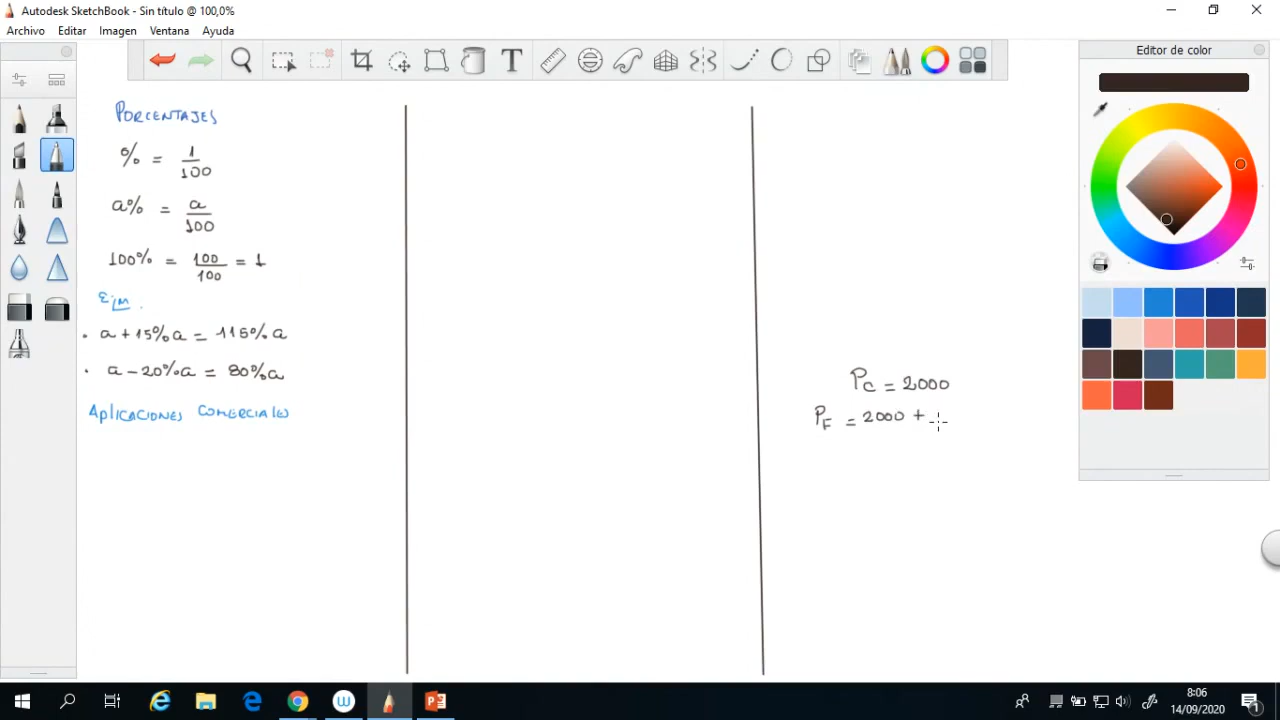 Autodesk SketchBook - Sin título @ 100,0%
Archivo Editar Imagen Ventana Ayuda
Editor de color
PORCENTAJES
% = 1/100
a% = a/100
100% = 100/100 = 1
Ejm.
. a + 15%a = 115%a
. a - 20%a = 80%a
APlICACIONES COMERCIALES
Pc = 2000
PF = 2000 +
8:06
14/09/2020